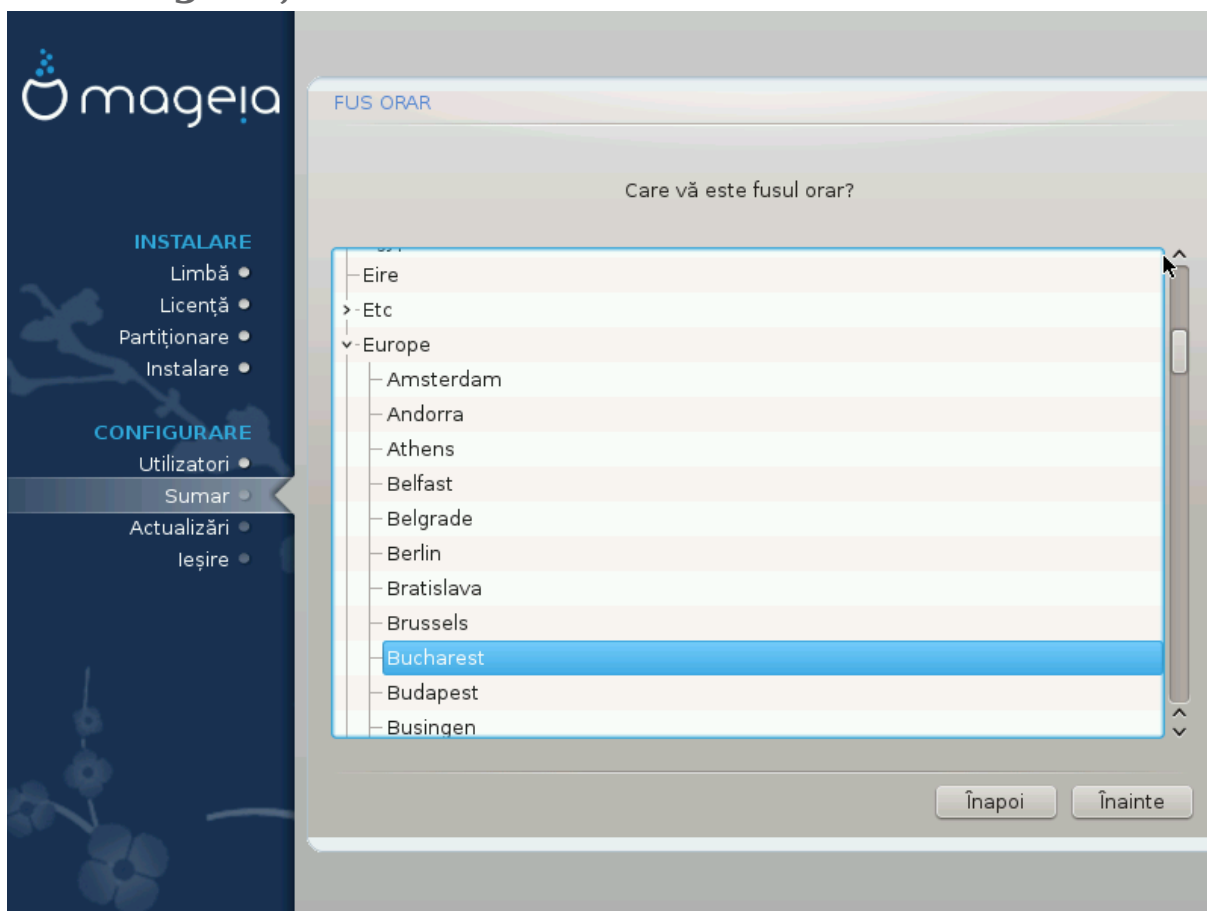 mageia
INSTALARE
Limbă
Licență
Partiționare
Instalare
CONFIGURARE
Utilizatori
Sumar
Actualizări
Ieșire
FUS ORAR
Care vă este fusul orar?
Eire
Etc
Europe
Amsterdam
Andorra
Athens
Belfast
Belgrade
Berlin
Bratislava
Brussels
Bucharest
Budapest
Busingen
Înapoi
Înainte